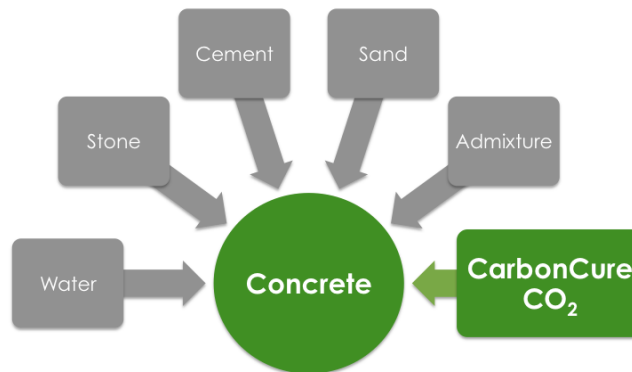 Cement
Sand
Stone
Admixture
Water
Concrete
CarbonCure
CO₂